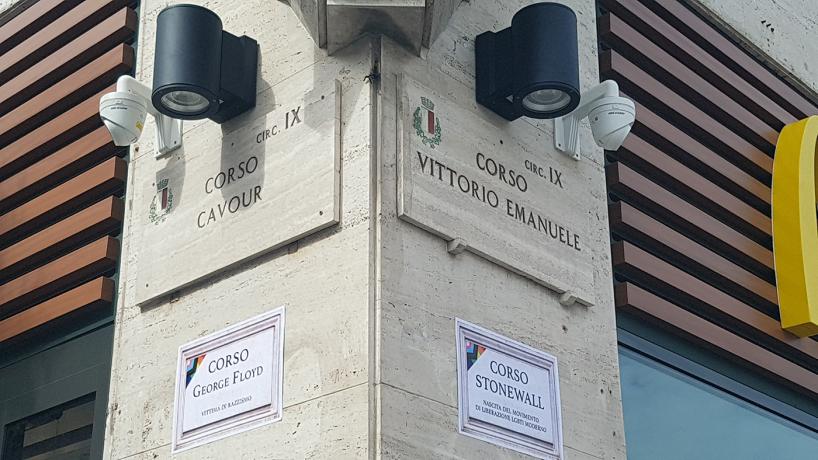 CIRC. IX
CORSO
CAVOUR
CIRC. IX
CORSO
VITTORIO EMANUELE
CORSO
GEORGE FLOYD
VITTIMA DI RAZZISMO
CORSO
STONEWALL
NASCITA DEL MOVIMENTO
DI LIBERAZIONE LGBTI MODERNO